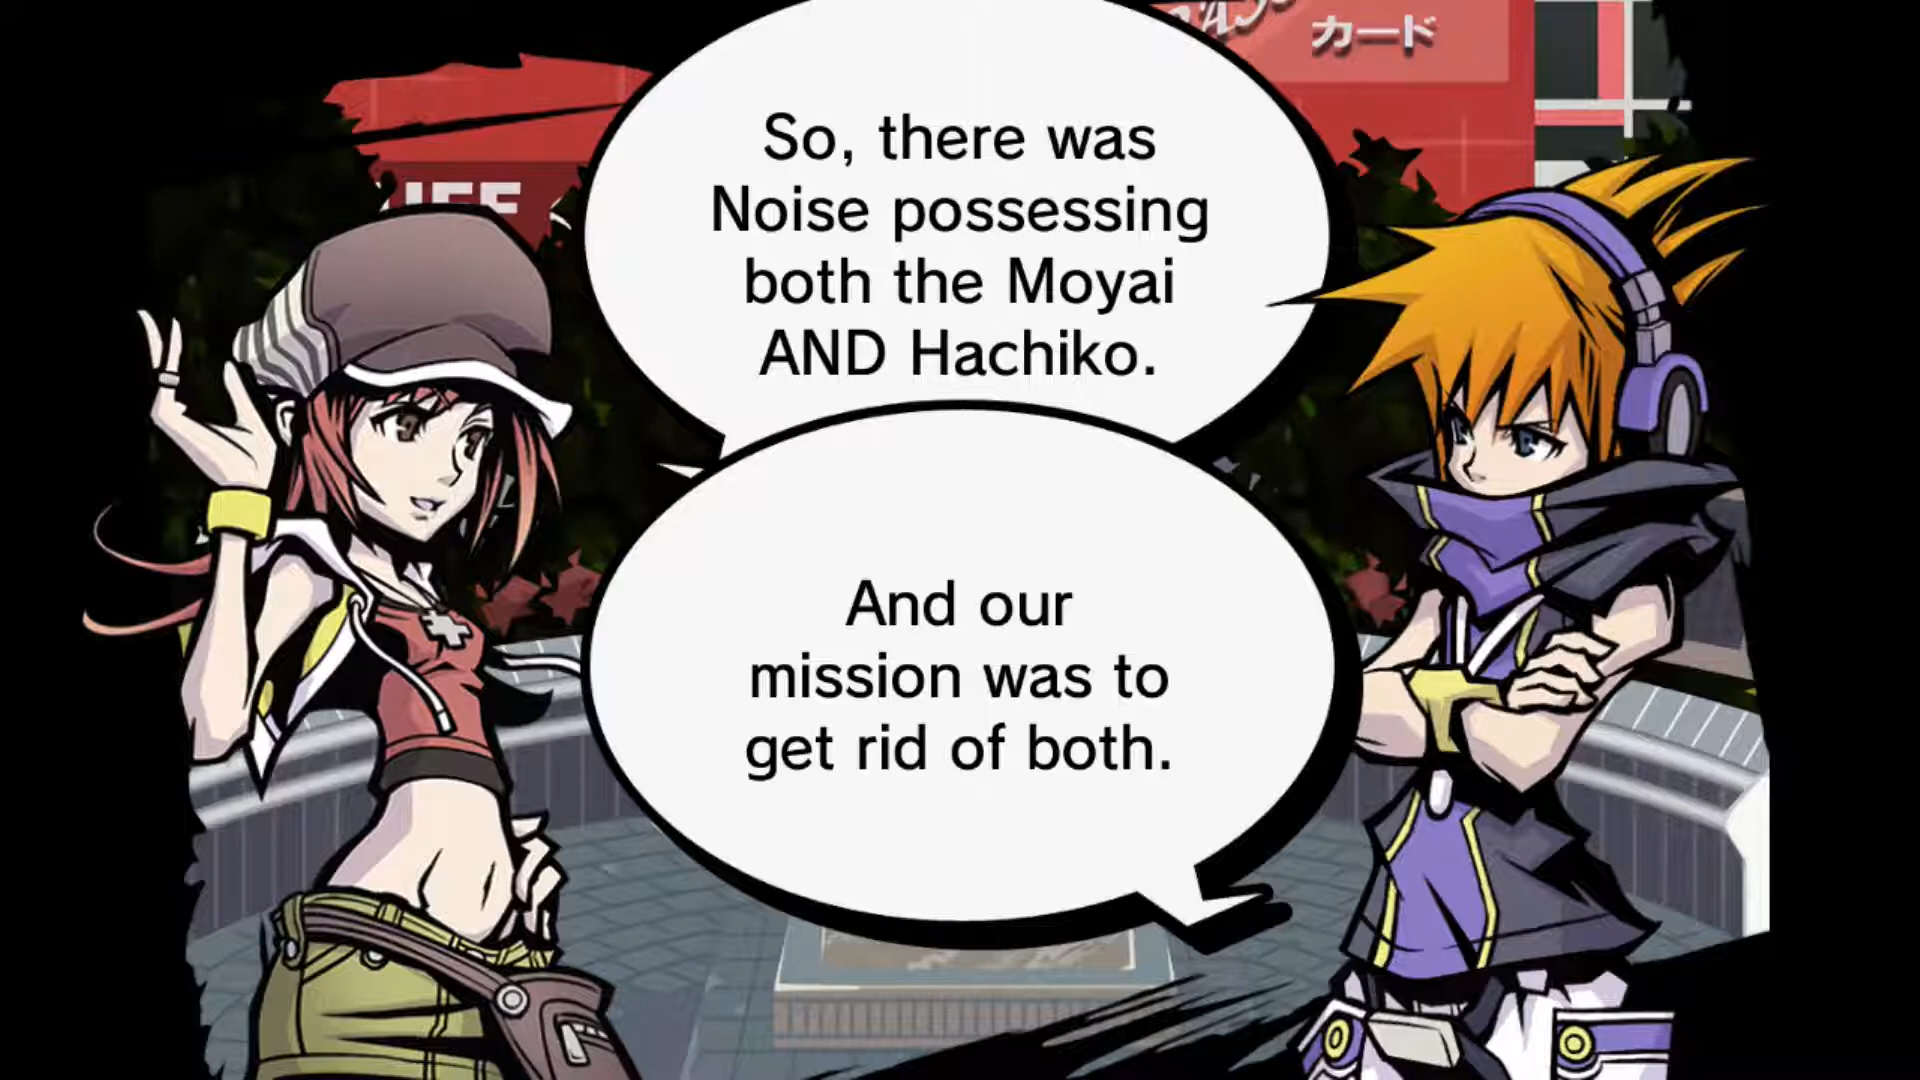 カード
So, there was
Noise possessing
both the Moyai
AND Hachiko.
And our
mission was to
get rid of both.